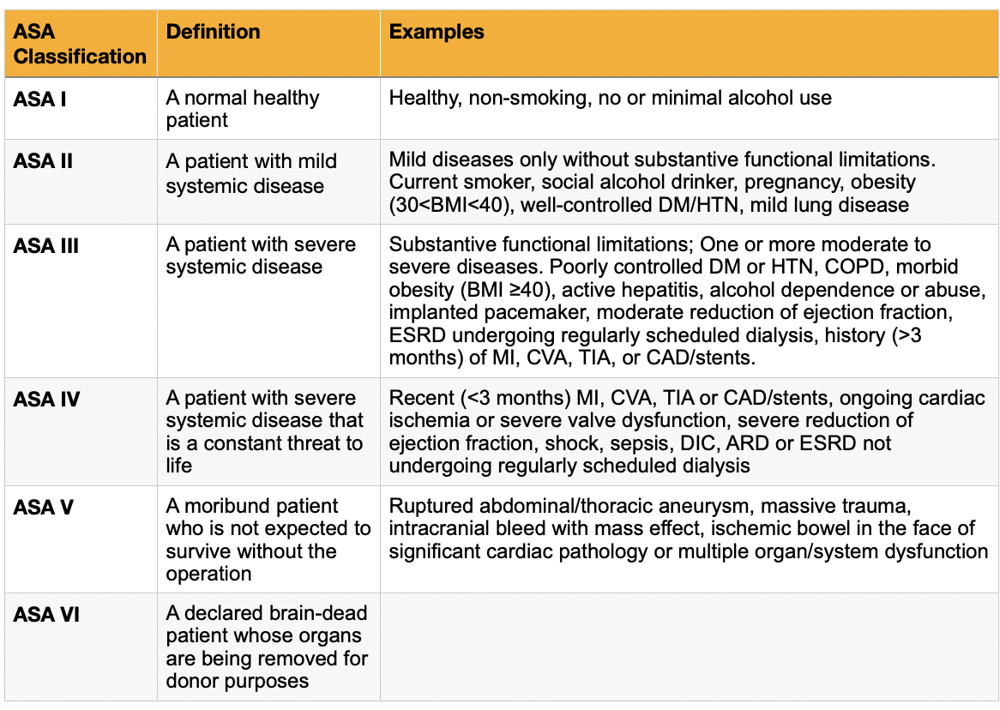 ASA
Classification
Definition
Examples
ASA I
A normal healthy
patient
Healthy, non-smoking, no or minimal alcohol use
ASA II
A patient with mild
systemic disease
Mild diseases only without substantive functional limitations.
Current smoker, social alcohol drinker, pregnancy, obesity
(30<BMI<40), well-controlled DM/HTN, mild lung disease
ASA III
A patient with severe
systemic disease
Substantive functional limitations; One or more moderate to
severe diseases. Poorly controlled DM or HTN, COPD, morbid
obesity (BMI ≥40), active hepatitis, alcohol dependence or abuse,
implanted pacemaker, moderate reduction of ejection fraction,
ESRD undergoing regularly scheduled dialysis, history (>3
months) of MI, CVA, TIA, or CAD/stents.
ASA IV
A patient with severe
systemic disease that
is a constant threat to
life
Recent (<3 months) MI, CVA, TIA or CAD/stents, ongoing cardiac
ischemia or severe valve dysfunction, severe reduction of
ejection fraction, shock, sepsis, DIC, ARD or ESRD not
undergoing regularly scheduled dialysis
ASA V
A moribund patient
who is not expected to
survive without the
operation
Ruptured abdominal/thoracic aneurysm, massive trauma,
intracranial bleed with mass effect, ischemic bowel in the face of
significant cardiac pathology or multiple organ/system dysfunction
ASA VI
A declared brain-dead
patient whose organs
are being removed for
donor purposes